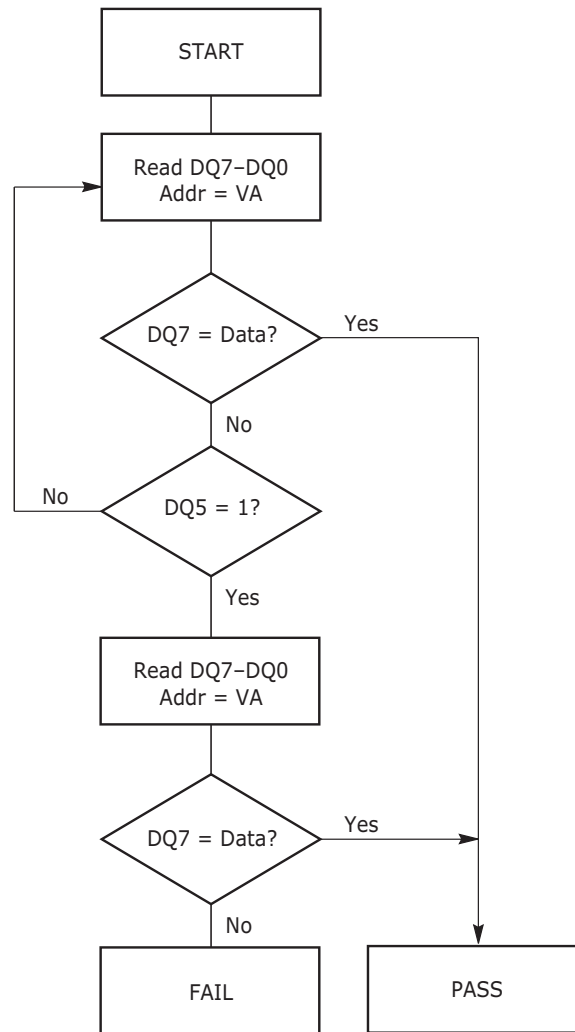 START
Read DQ7–DQ0
Addr = VA
DQ7 = Data?
Yes
No
No
DQ5 = 1?
Yes
Read DQ7–DQ0
Addr = VA
DQ7 = Data?
Yes
No
FAIL
PASS